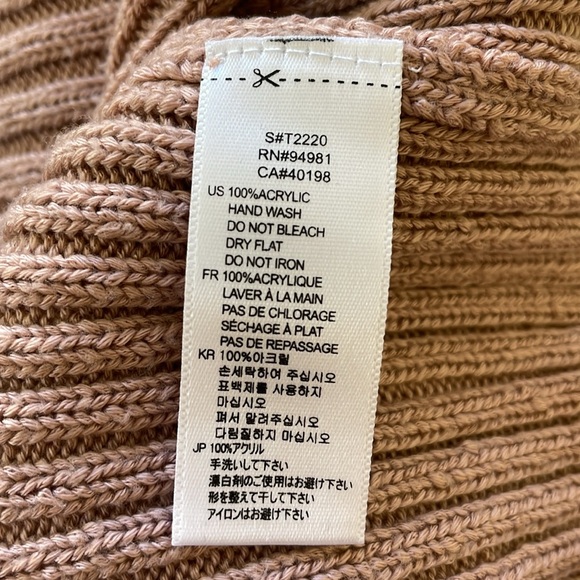 S#T2220
RN#94981
CA#40198
US 100%ACRYLIC
HAND WASH
DO NOT BLEACH
DRY FLAT
DO NOT IRON
FR 100%ACRYLIQUE
LAVER À LA MAIN
PAS DE CHLORAGE
SÉCHAGE À PLAT
PAS DE REPASSAGE
KR 100%아크릴
손세탁하여 주십시오
표백제를 사용하지
마십시오
펴서 말려주십시오
다림질하지 마십시오
JP 100%アクリル
手洗いして下さい
漂白剤のご使用はお避け下さい
形を整えて干して下さい
アイロンはお避け下さい